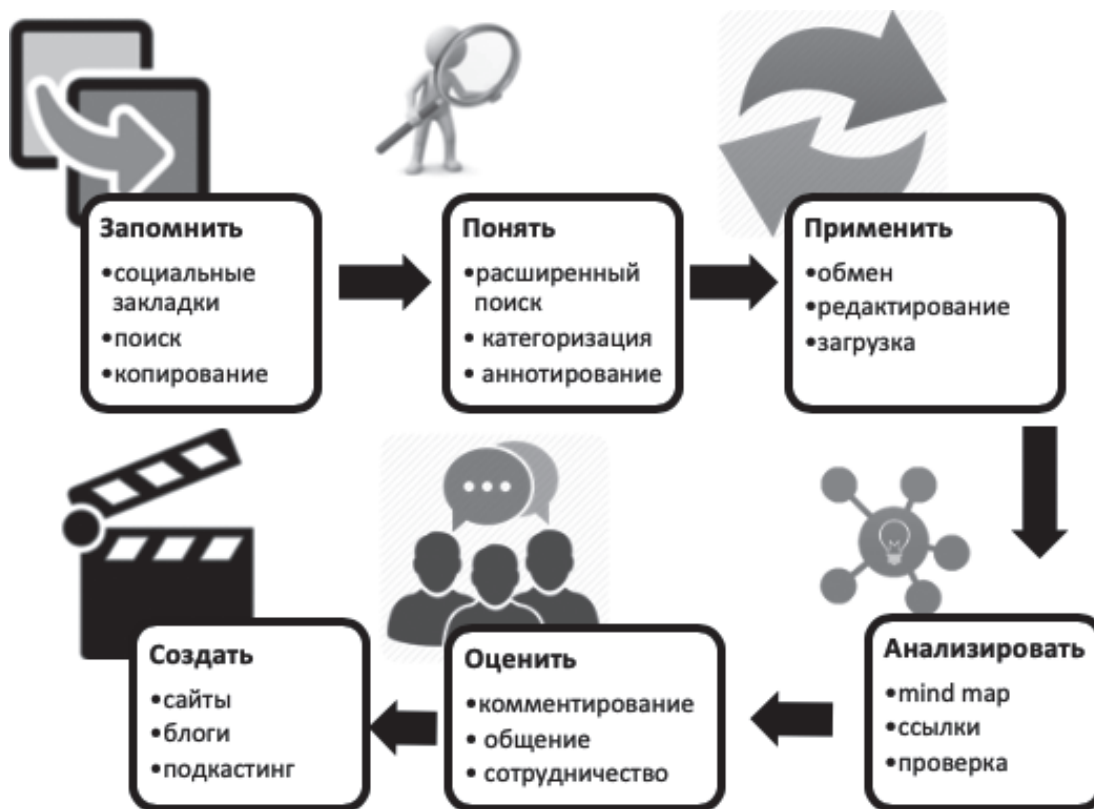 Запомнить
•социальные
закладки
•поиск
•копирование
Понять
•расширенный
поиск
• категоризация
• аннотирование
Применить
•обмен
•редактирование
•загрузка
Анализировать
•mind map
•ссылки
•проверка
Оценить
•комментирование
• общение
• сотрудничество
Создать
•сайты
•блоги
•подкастинг